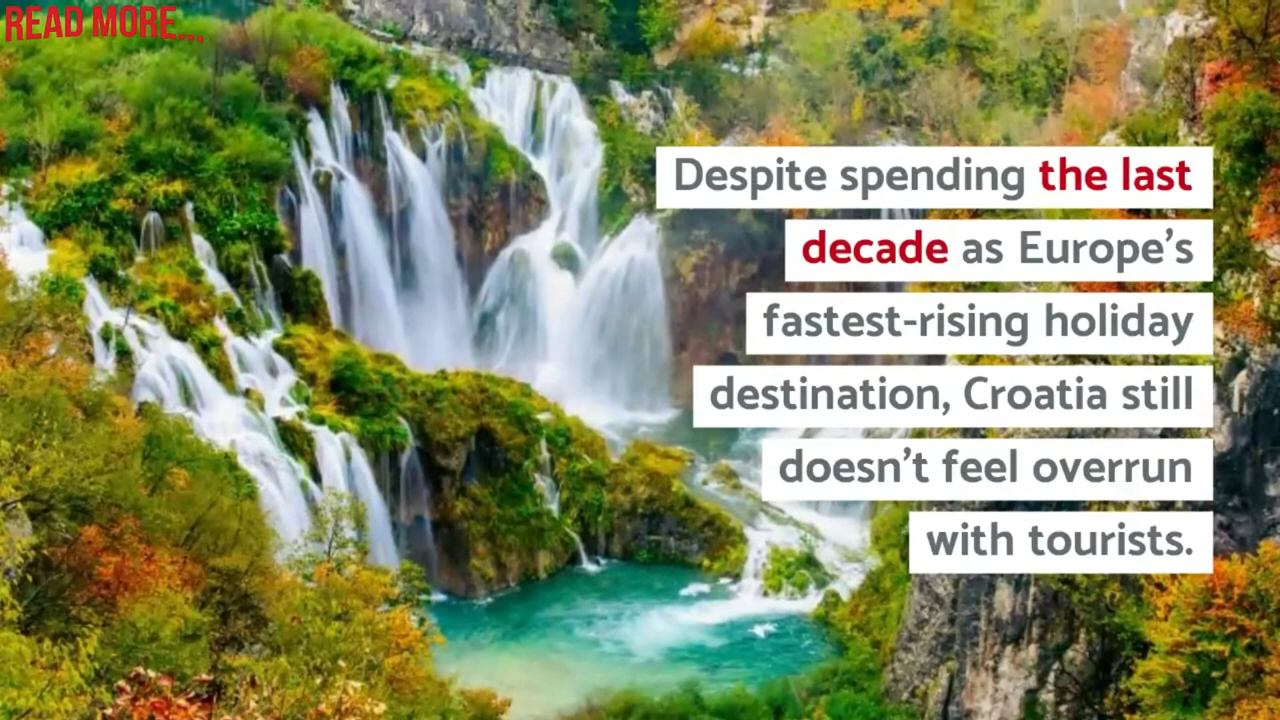 READ MORE...
Despite spending the last
decade as Europe’s
fastest-rising holiday
destination, Croatia still
doesn’t feel overrun
with tourists.